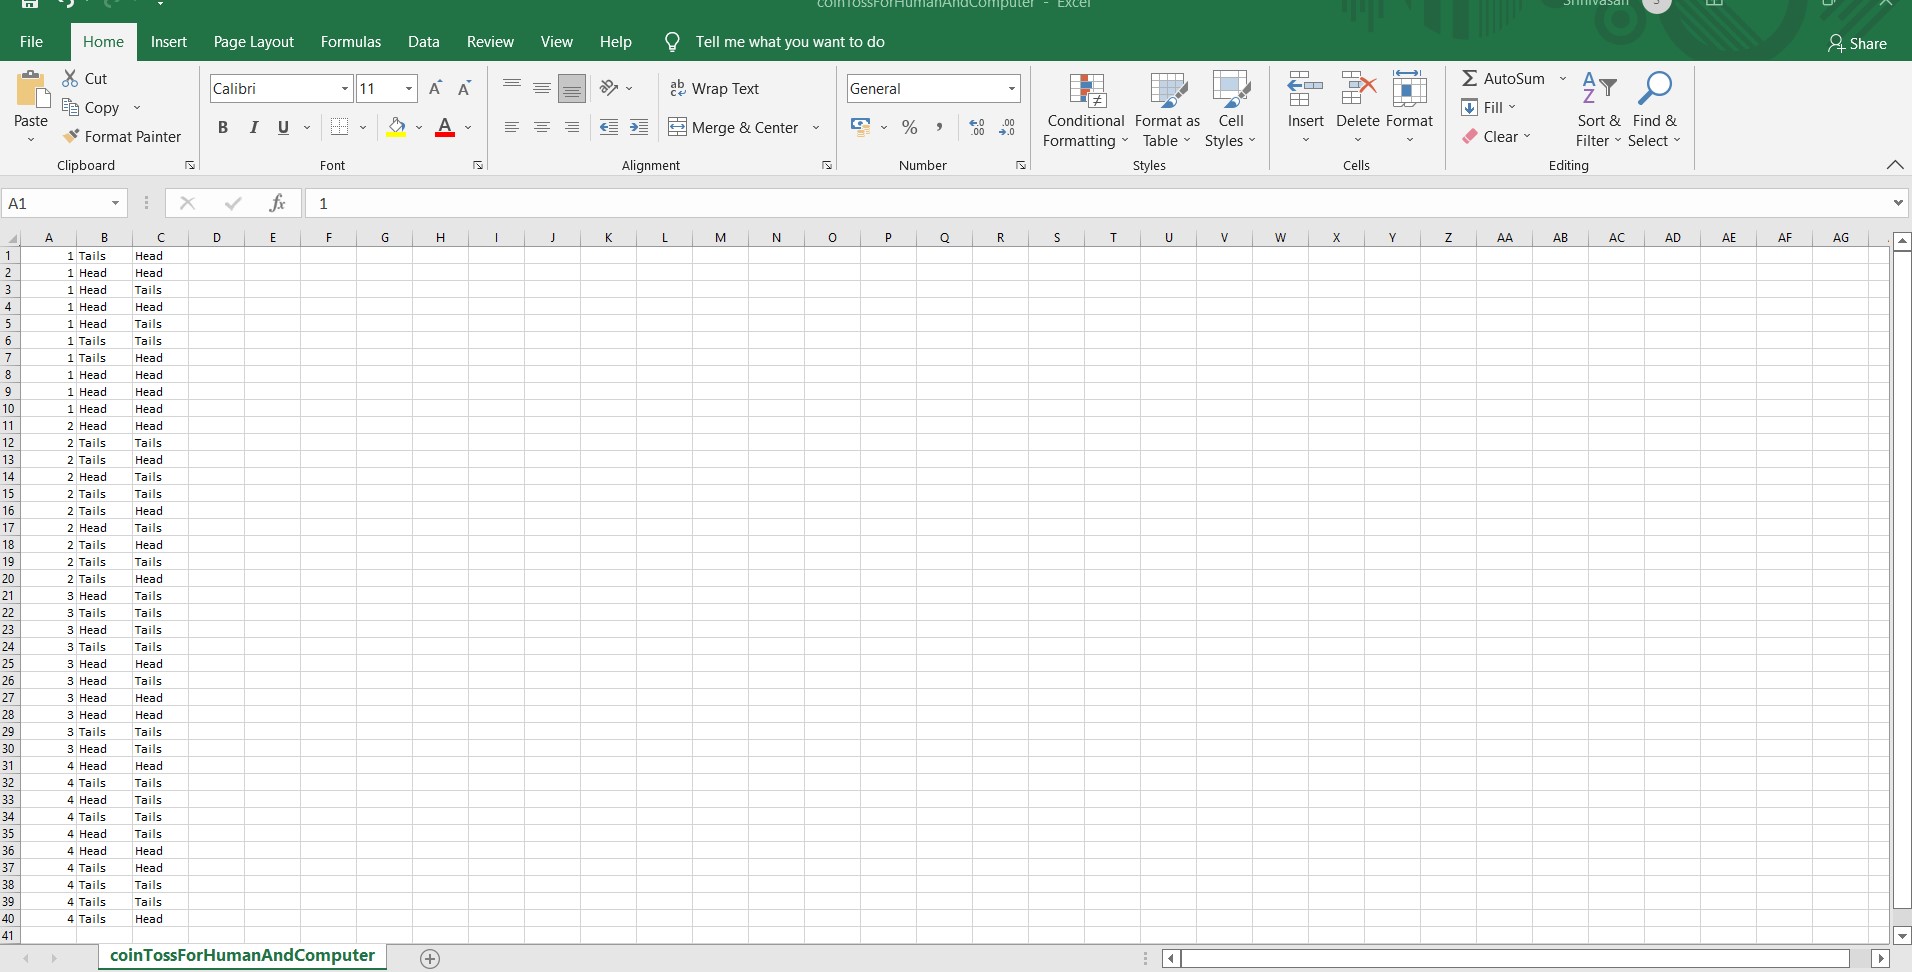 coinTossForHumanAndComputer - Excel
Srinivasan
File Home Insert Page Layout Formulas Data Review View Help Tell me what you want to do Share
Paste
Cut
Copy
Format Painter
Clipboard
Calibri 11
B I U A
Font
ab Wrap Text
Merge & Center
Alignment
General
%
Number
Conditional Formatting
Format as Table
Cell Styles
Styles
Insert Delete Format
Cells
AutoSum
Fill
Clear
Sort & Filter
Find & Select
Editing
A1 fx 1
A B C D E F G H I J K L M N O P Q R S T U V W X Y Z AA AB AC AD AE AF AG
1 1 Tails Head
2 1 Head Head
3 1 Head Tails
4 1 Head Head
5 1 Head Tails
6 1 Tails Tails
7 1 Tails Head
8 1 Head Head
9 1 Head Head
10 1 Head Head
11 2 Head Head
12 2 Tails Tails
13 2 Tails Head
14 2 Head Tails
15 2 Tails Tails
16 2 Tails Head
17 2 Head Tails
18 2 Tails Head
19 2 Tails Tails
20 2 Tails Head
21 3 Head Tails
22 3 Tails Tails
23 3 Head Tails
24 3 Tails Tails
25 3 Head Head
26 3 Head Tails
27 3 Head Head
28 3 Head Head
29 3 Tails Tails
30 3 Head Tails
31 4 Head Head
32 4 Tails Tails
33 4 Head Tails
34 4 Tails Tails
35 4 Head Tails
36 4 Head Head
37 4 Tails Head
38 4 Tails Tails
39 4 Tails Tails
40 4 Tails Head
41
coinTossForHumanAndComputer